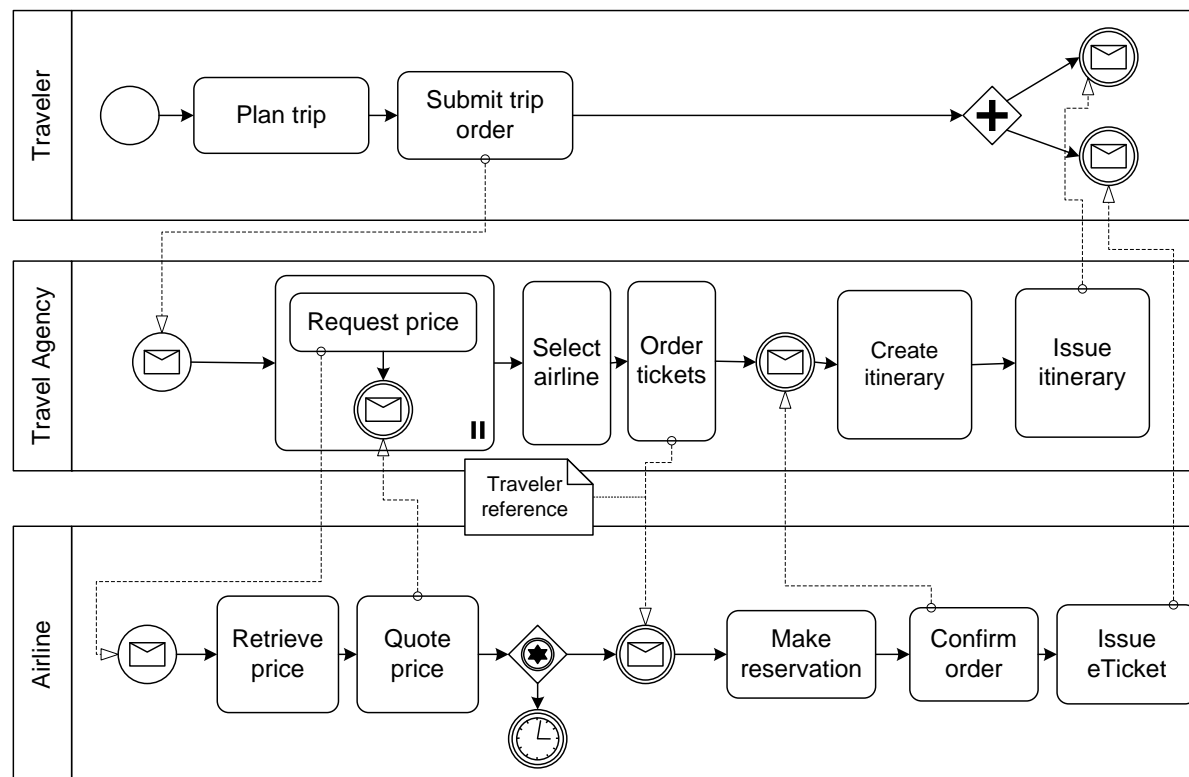 Traveler
Plan trip
Submit trip
order
Travel Agency
Request price
Select
airline
Order
tickets
Create
itinerary
Issue
itinerary
Traveler
reference
Airline
Retrieve
price
Quote
price
Make
reservation
Confirm
order
Issue
eTicket